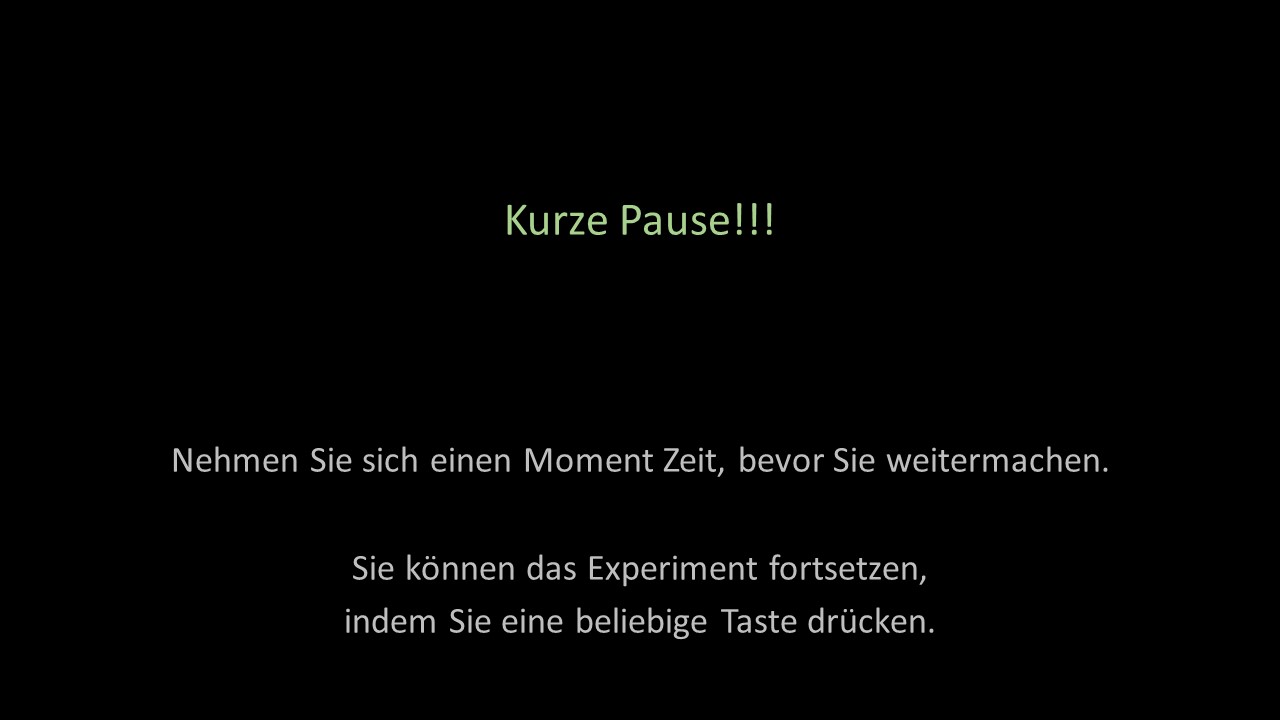 Kurze Pause!!!
Nehmen Sie sich einen Moment Zeit, bevor Sie weitermachen.
Sie können das Experiment fortsetzen,
indem Sie eine beliebige Taste drücken.